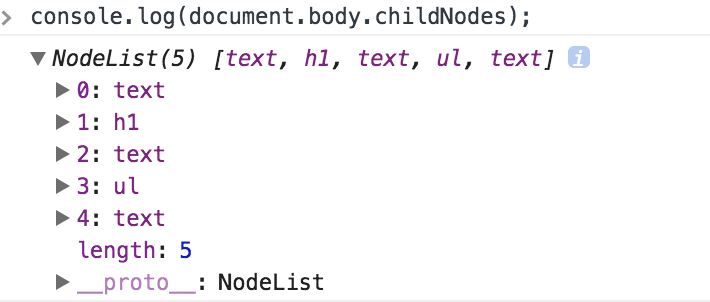 > console.log(document.body.childNodes);
▼ NodeList(5) [text, h1, text, ul, text] i
▶ 0: text
▶ 1: h1
▶ 2: text
▶ 3: ul
▶ 4: text
length: 5
▶ __proto__: NodeList